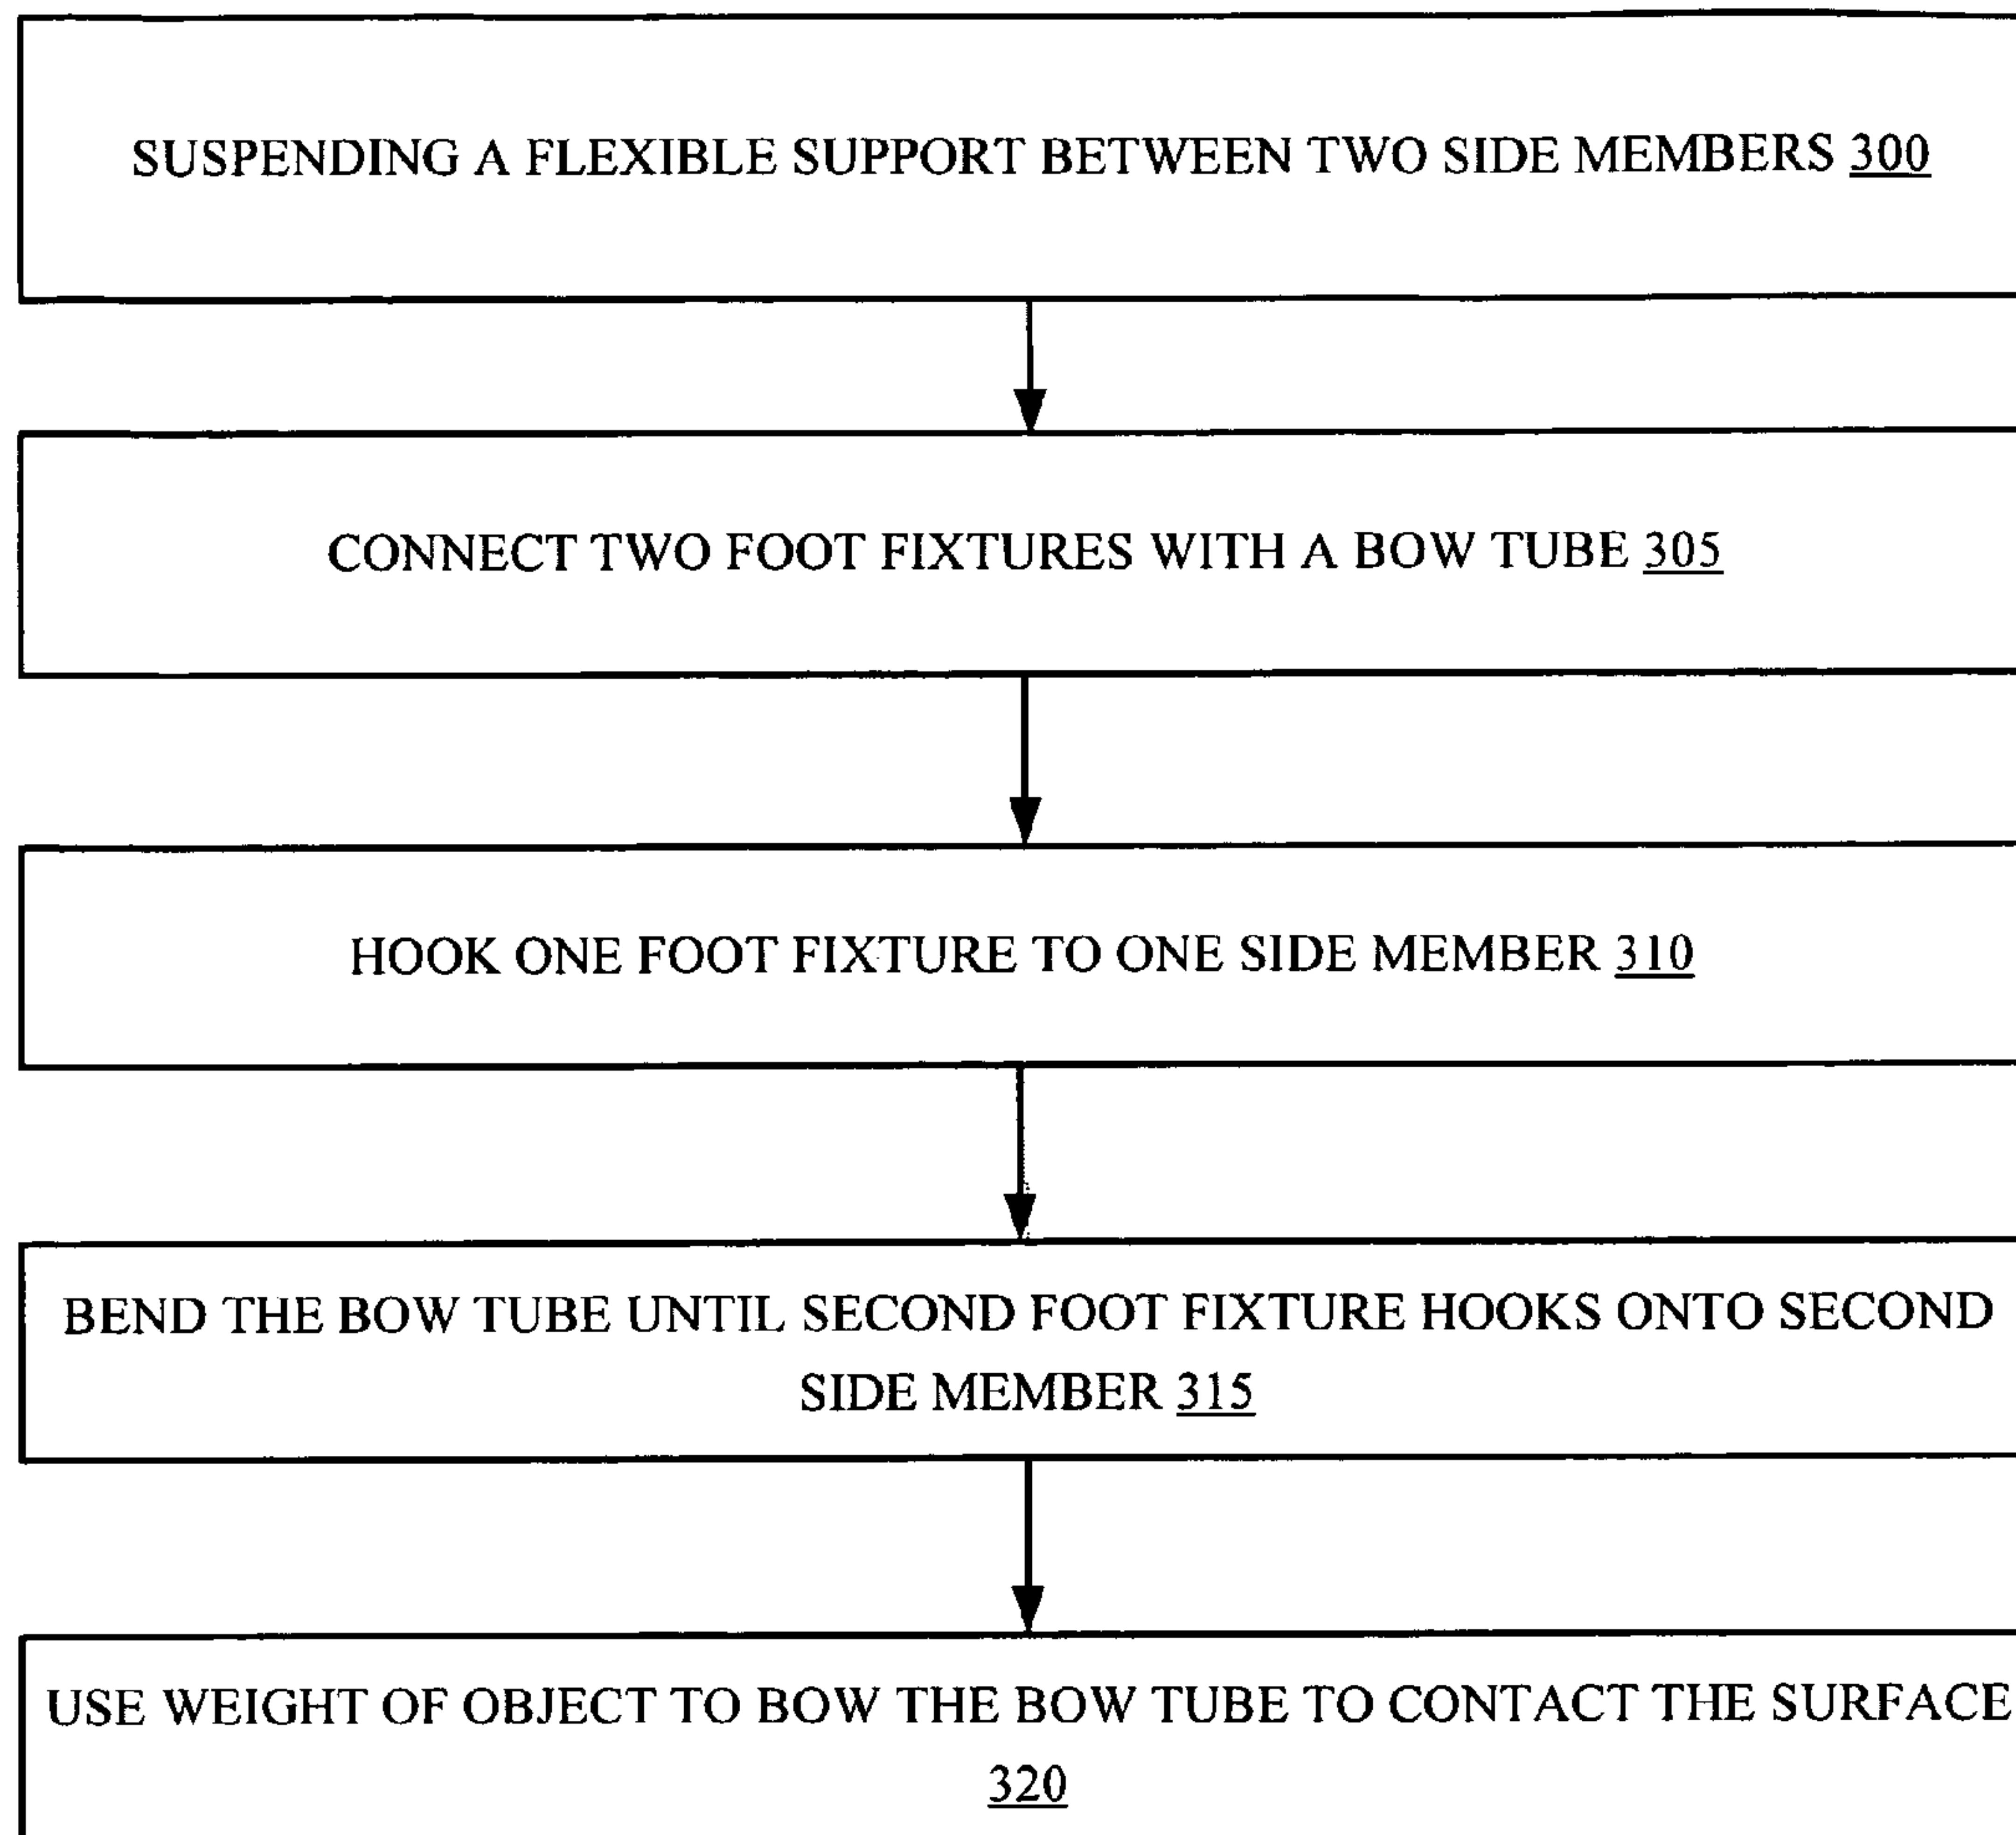 SUSPENDING A FLEXIBLE SUPPORT BETWEEN TWO SIDE MEMBERS 300
CONNECT TWO FOOT FIXTURES WITH A BOW TUBE 305
HOOK ONE FOOT FIXTURE TO ONE SIDE MEMBER 310
BEND THE BOW TUBE UNTIL SECOND FOOT FIXTURE HOOKS ONTO SECOND
SIDE MEMBER 315
USE WEIGHT OF OBJECT TO BOW THE BOW TUBE TO CONTACT THE SURFACE
320